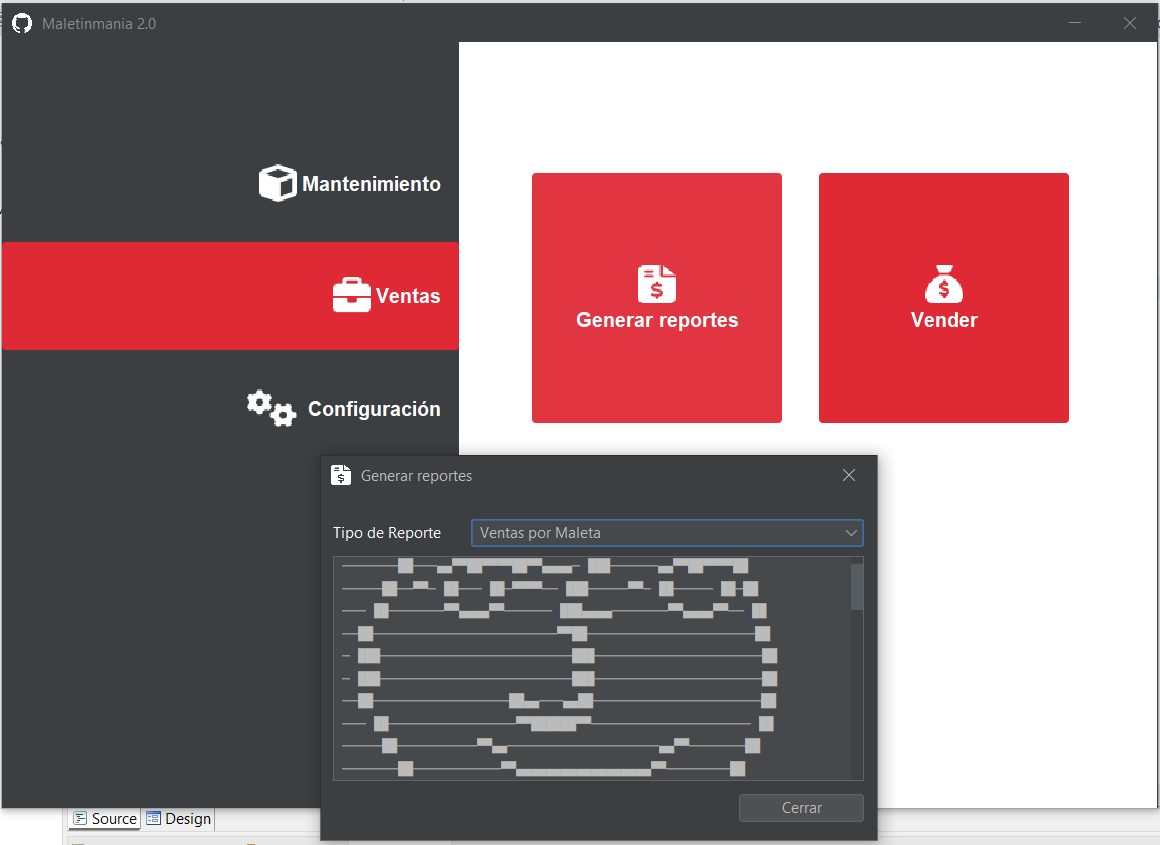 Maletinmania 2.0
Mantenimiento
Ventas
Configuración
Generar reportes
Vender
Generar reportes
Tipo de Reporte
Ventas por Maleta
Cerrar
Source
Design